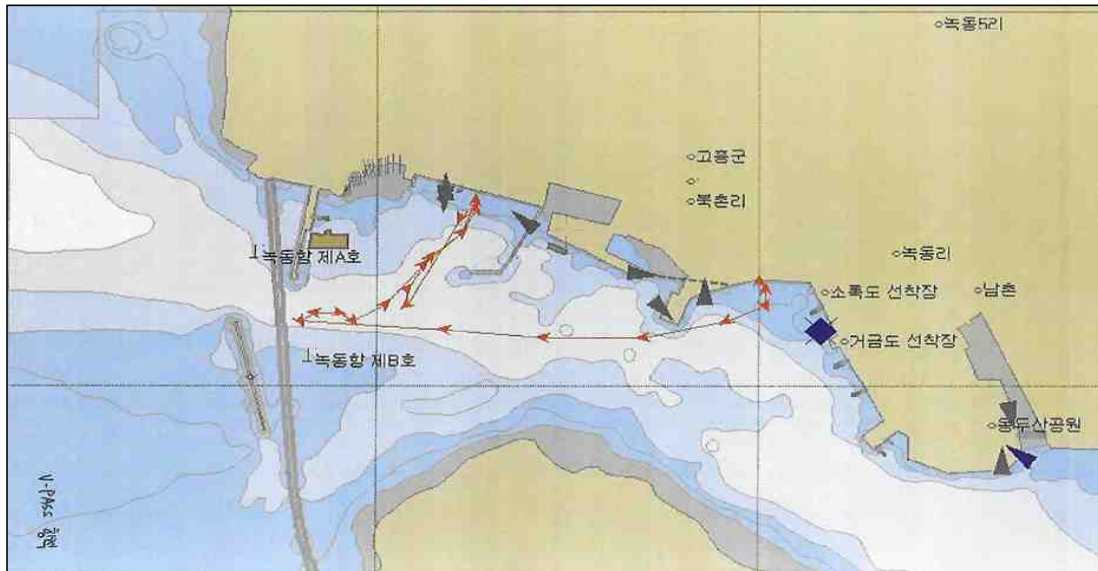 녹동5리
고흥군
북촌리
녹동항 제A호
녹동리
소록도 선착장
남촌
거금도 선착장
녹동항 제B호
동두산공원
V-PASS 항적